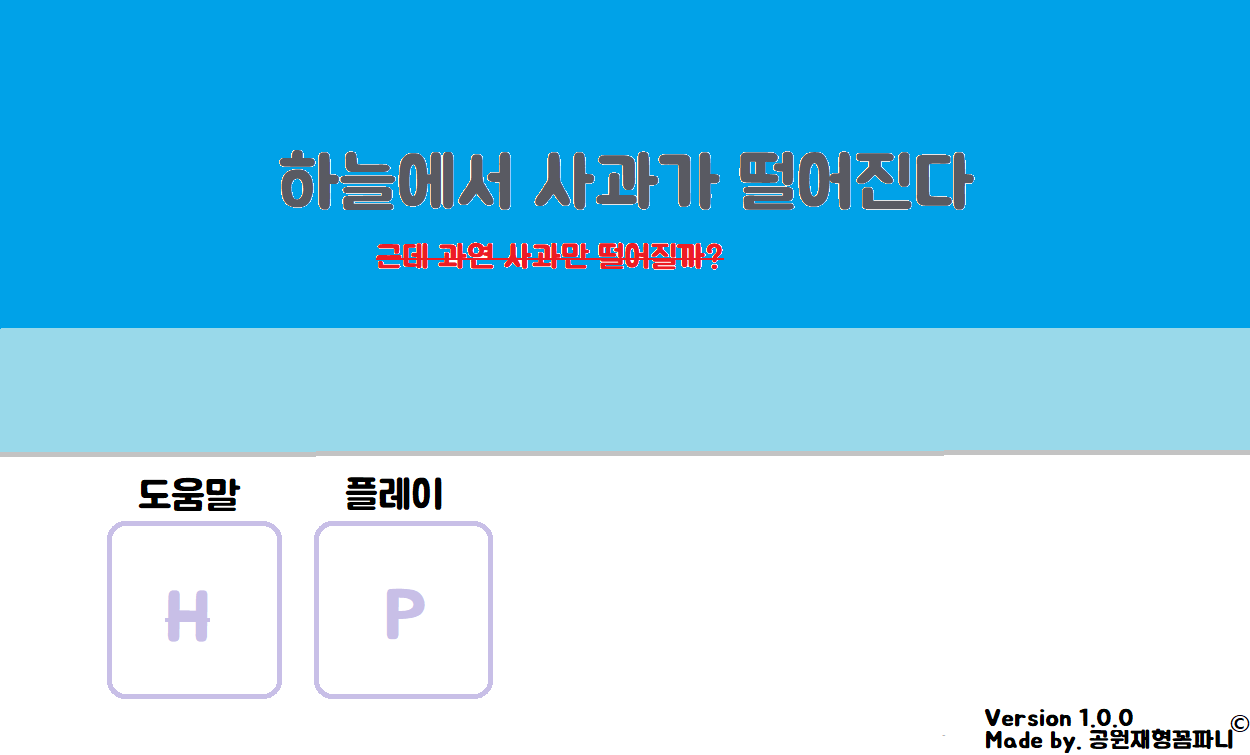 하늘에서 사과가 떨어진다
근데 과연 사과만 떨어질까?
도움말 플레이
H P
Version 1.0.0
Made by. 공원재형꼼파니©